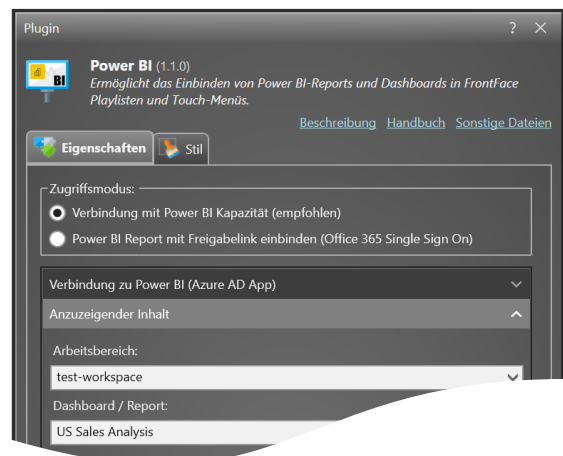 Plugin ? ×
BI
Power BI (1.1.0)
Ermöglicht das Einbinden von Power BI-Reports und Dashboards in FrontFace
Playlisten und Touch-Menüs.
Beschreibung Handbuch Sonstige Dateien
Eigenschaften Stil
Zugriffsmodus:
Verbindung mit Power BI Kapazität (empfohlen)
Power BI Report mit Freigabelink einbinden (Office 365 Single Sign On)
Verbindung zu Power BI (Azure AD App)
Anzuzeigender Inhalt
Arbeitsbereich:
test-workspace
Dashboard / Report:
US Sales Analysis